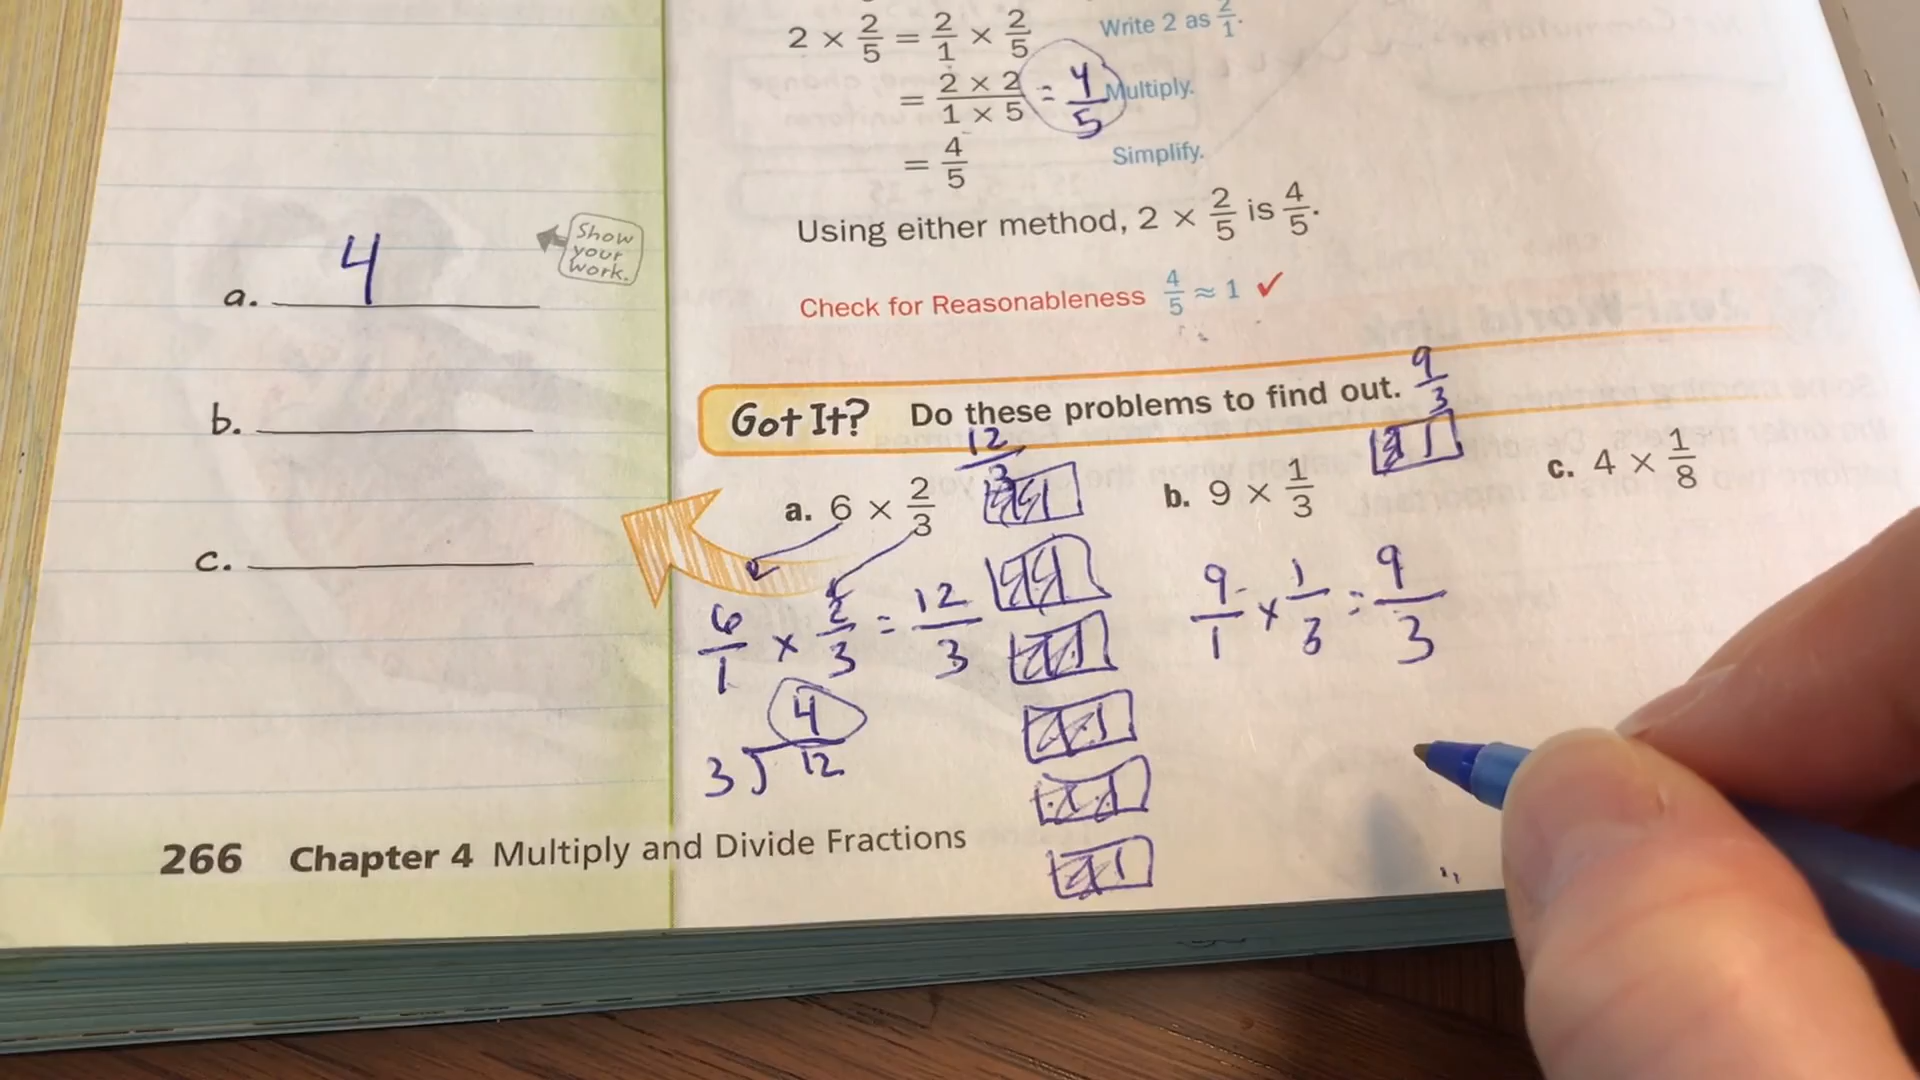 2 × 2/5 = 2/1 × 2/5 Write 2 as 2/1.
= 2 × 2 / 1 × 5 = 4/5 Multiply.
= 4/5 Simplify.
Using either method, 2 × 2/5 is 4/5.
Check for Reasonableness 4/5 ≈ 1 ✓
Show
your
work.
a. 4
b.
c.
Got It? Do these problems to find out. 9/3
12/3
a. 6 × 2/3
b. 9 × 1/3
c. 4 × 1/8
6/1 × 2/3 = 12/3
9/1 × 1/3 = 9/3
4
3 12
266 Chapter 4 Multiply and Divide Fractions